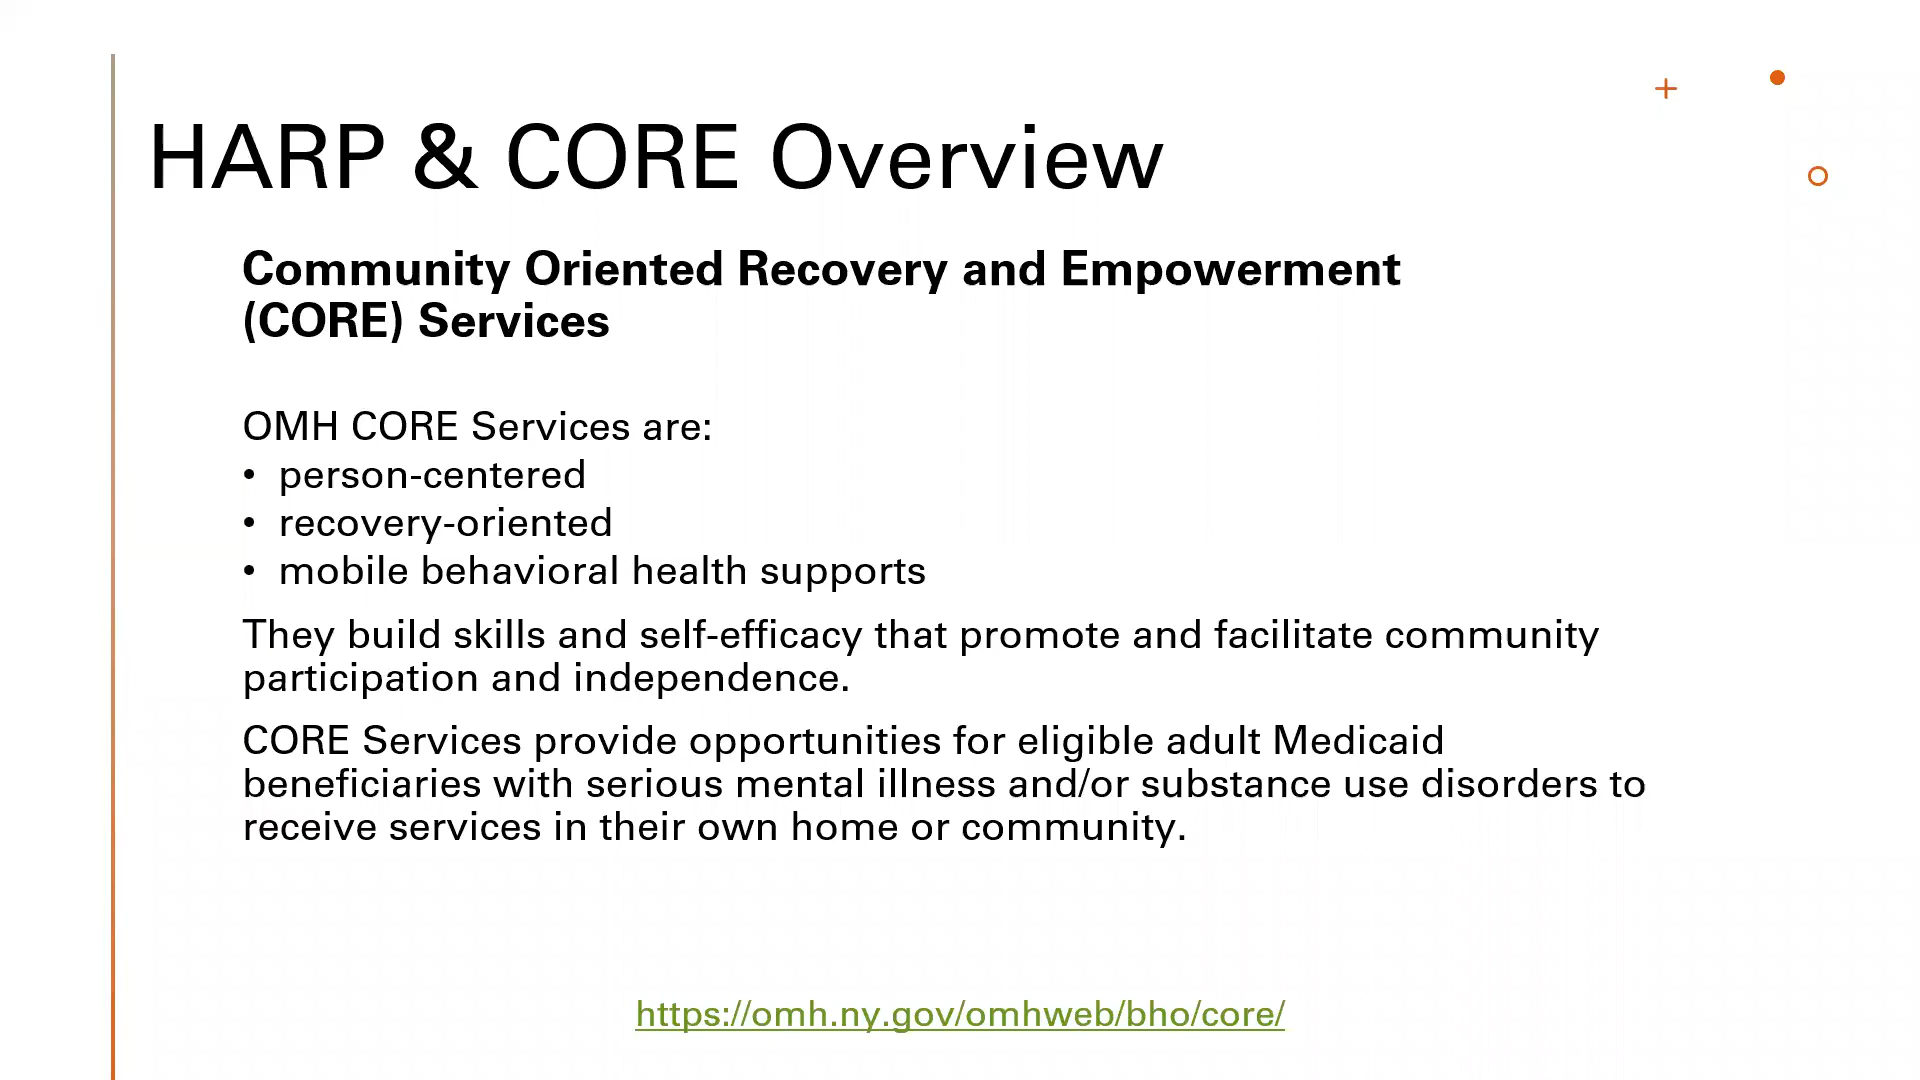 HARP & CORE Overview
Community Oriented Recovery and Empowerment
(CORE) Services
OMH CORE Services are:
• person-centered
• recovery-oriented
• mobile behavioral health supports
They build skills and self-efficacy that promote and facilitate community
participation and independence.
CORE Services provide opportunities for eligible adult Medicaid
beneficiaries with serious mental illness and/or substance use disorders to
receive services in their own home or community.
https://omh.ny.gov/omhweb/bho/core/